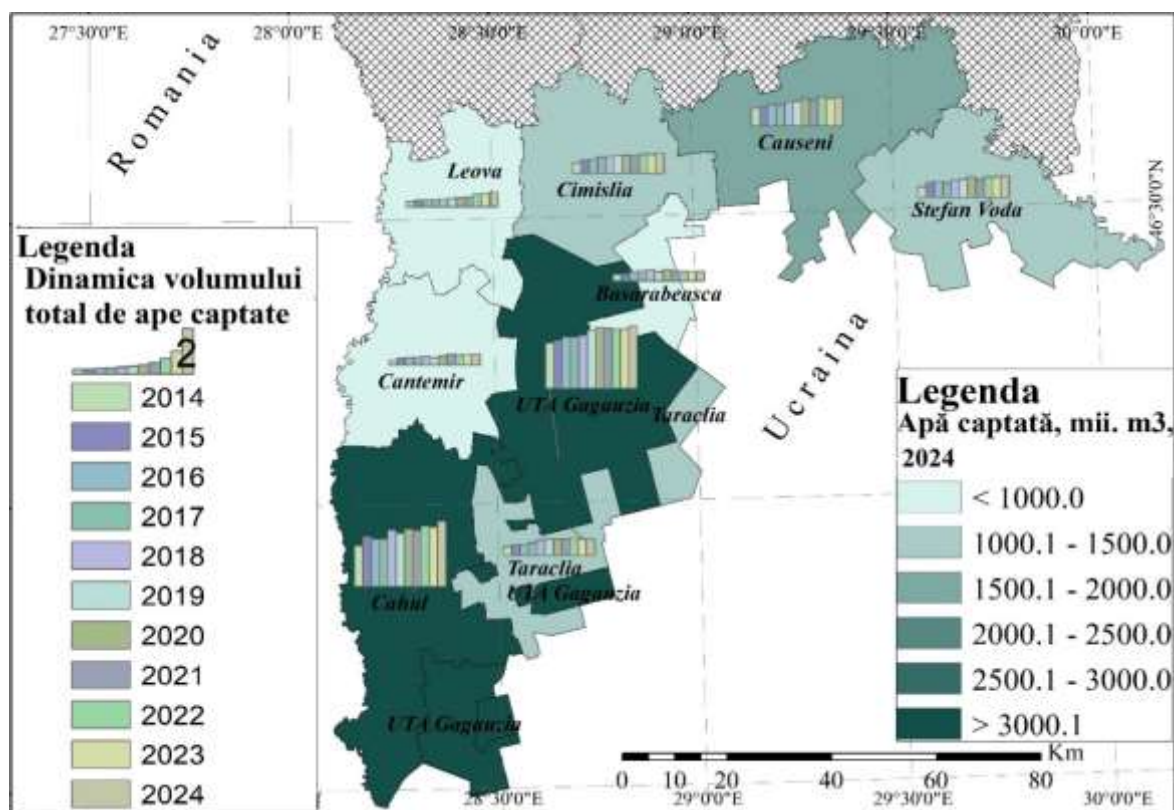 27°30'0"E
28°0'0"E
28°30'0"E
29°0'0"E
29°30'0"E
30°0'0"E
Romania
Causeni
Leova
Cimislia
Stefan Voda
46°30'0"N
Legenda
Dinamica volumului
total de ape captate
2
2014
2015
2016
2017
2018
2019
2020
2021
2022
2023
2024
Basarabeasca
Cantemir
UTA Gagauzia
Taraclia
Ucraina
Cahul
Taraclia
UTA Gagauzia
UTA Gagauzia
Legenda
Apă captată, mii. m3,
2024
< 1000.0
1000.1 - 1500.0
1500.1 - 2000.0
2000.1 - 2500.0
2500.1 - 3000.0
> 3000.1
Km
0 10 20 40 60 80
28°30'0"E
29°0'0"E
29°30'0"E
30°0'0"E